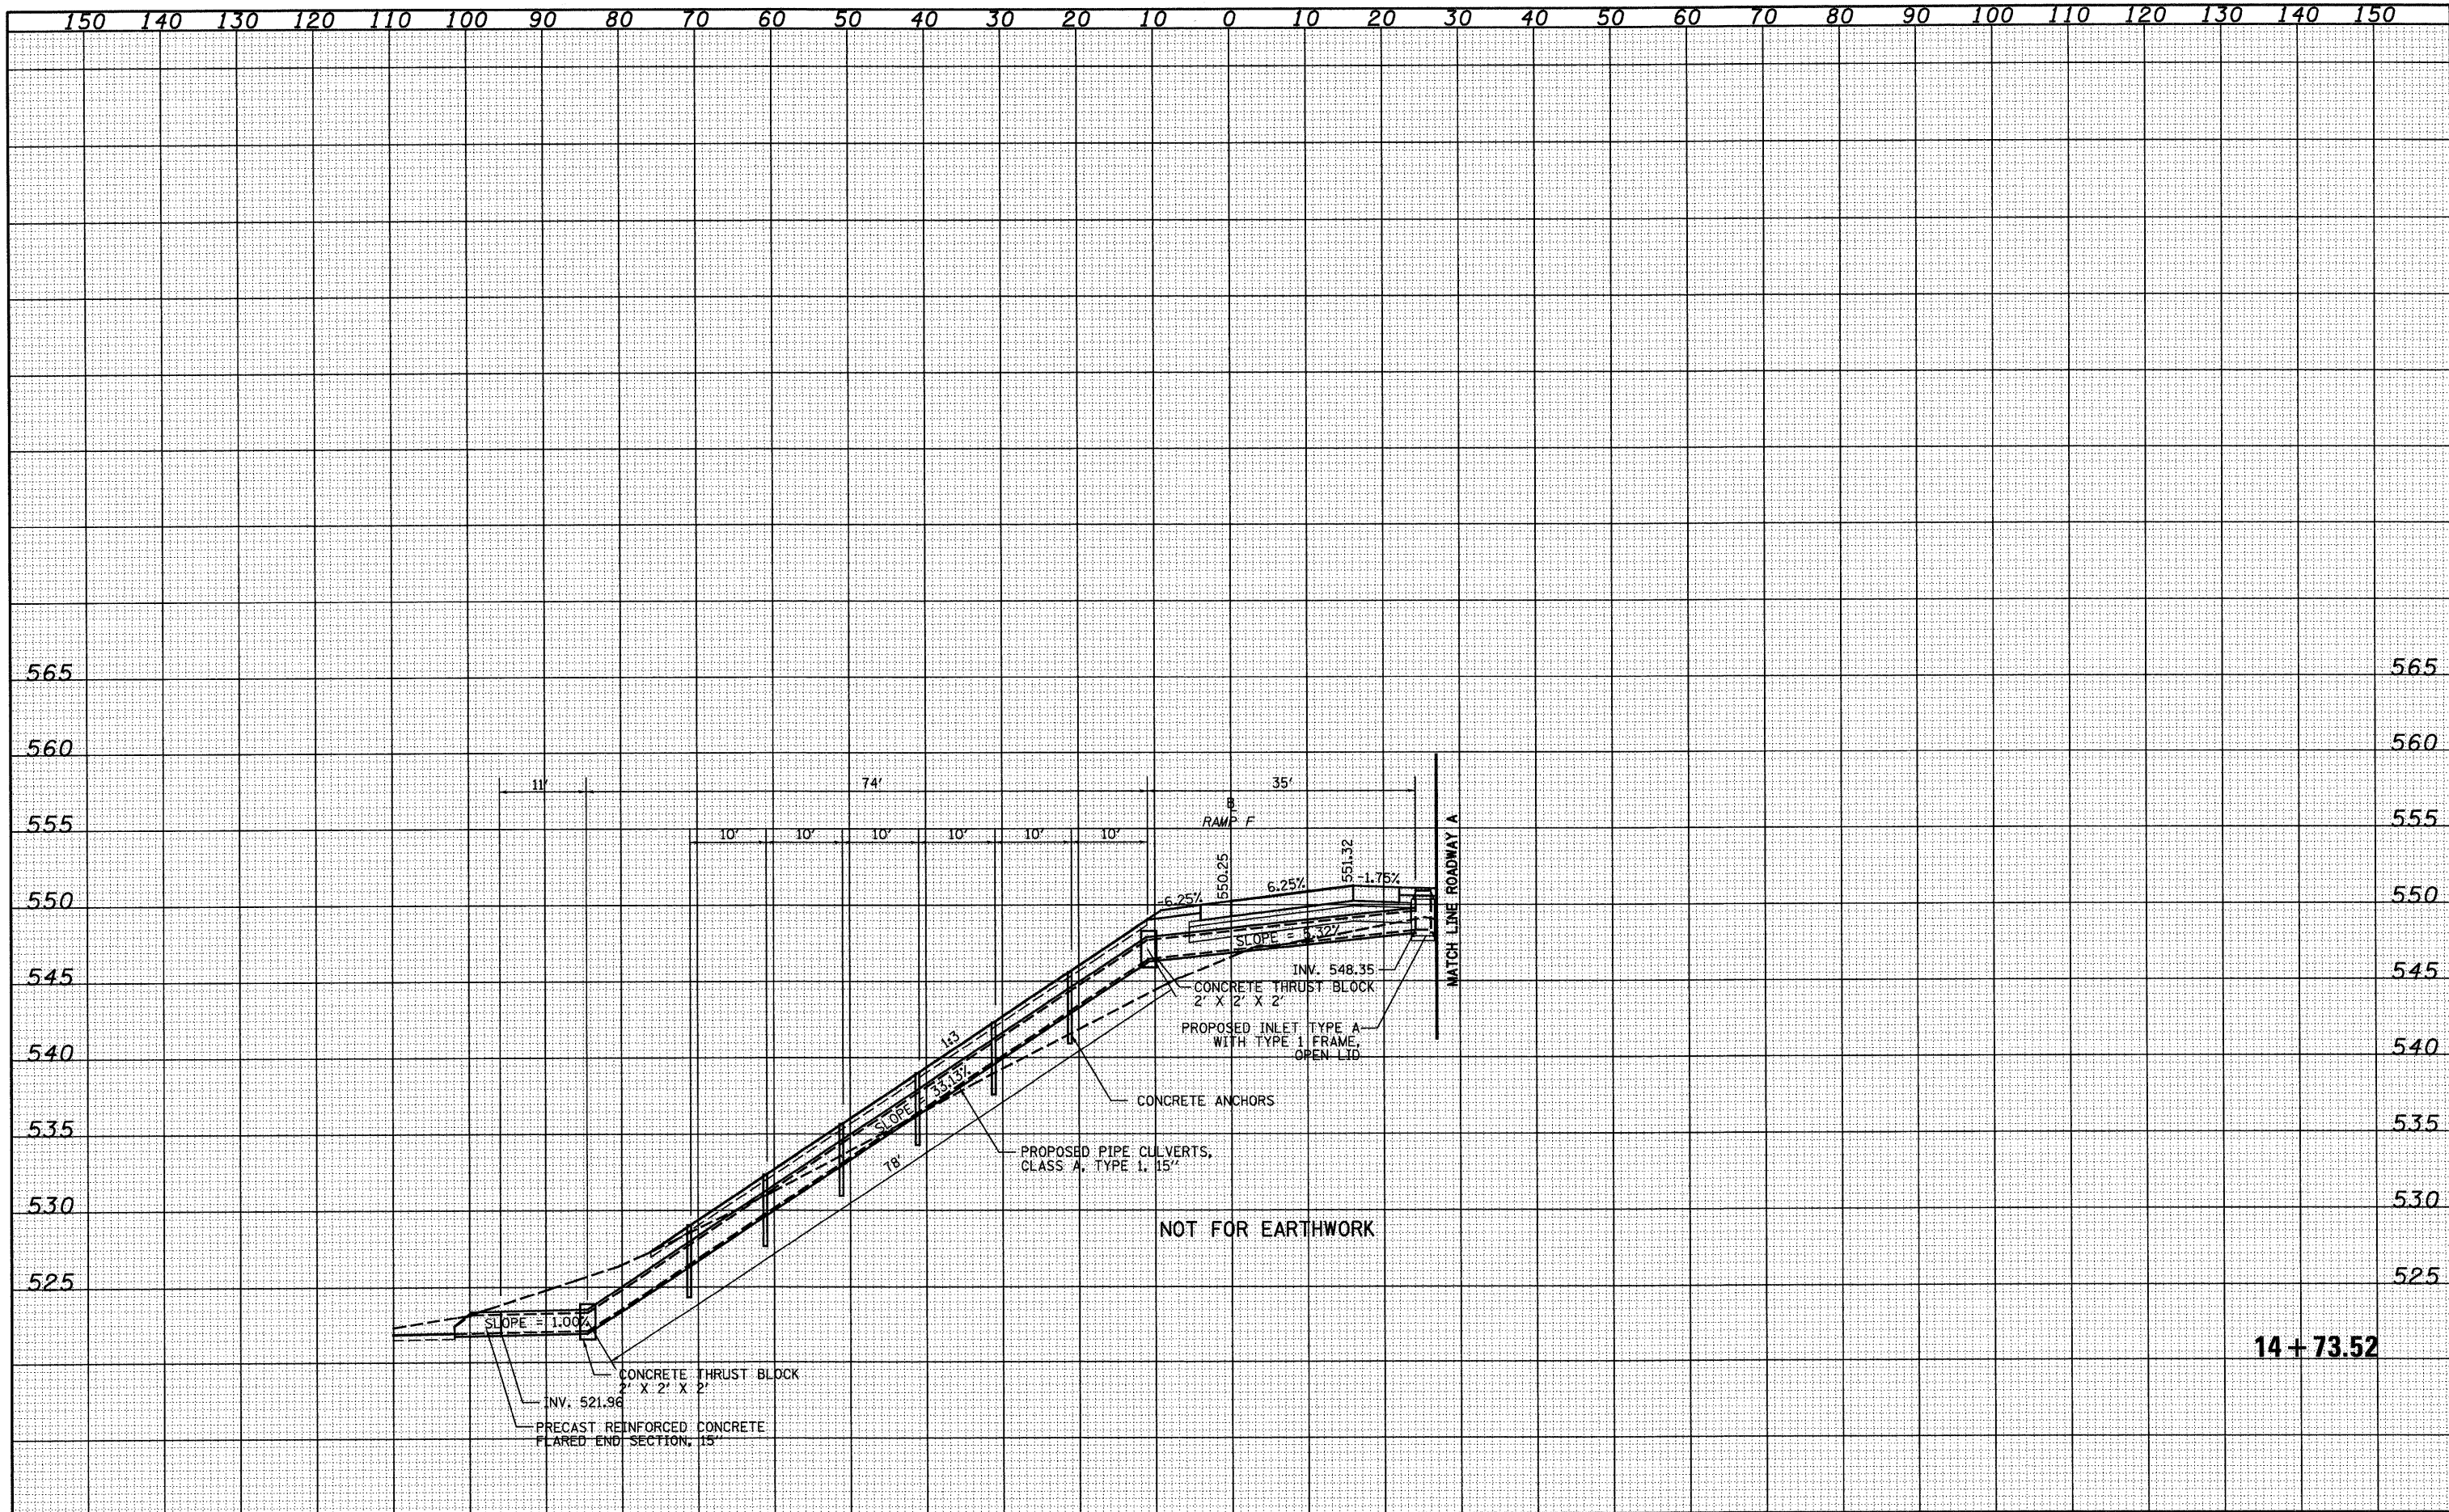 150 140 130 120 110 100 90 80 70 60 50 40 30 20 10 0 10 20 30 40 50 60 70 80 90 100 110 120 130 140 150
565 565
560 560
11' 74' 35'
B
555 555
RAMP F
10' 10' 10' 10' 10' 10'
550.25
551.32
MATCH LINE ROADWAY A
-6.25% 6.25% -1.75%
550 550
SLOPE = 5.32%
INV. 548.35
545 545
CONCRETE THRUST BLOCK
2' X 2' X 2'
PROPOSED INLET TYPE A
WITH TYPE 1 FRAME,
OPEN LID
1:3
540 540
SLOPE = 33.13%
CONCRETE ANCHORS
535 535
PROPOSED PIPE CULVERTS,
CLASS A, TYPE 1, 15"
78'
530 530
NOT FOR EARTHWORK
525 525
SLOPE = 1.00%
14+73.52
CONCRETE THRUST BLOCK
2' X 2' X 2'
INV. 521.96
PRECAST REINFORCED CONCRETE
FLARED END SECTION, 15"